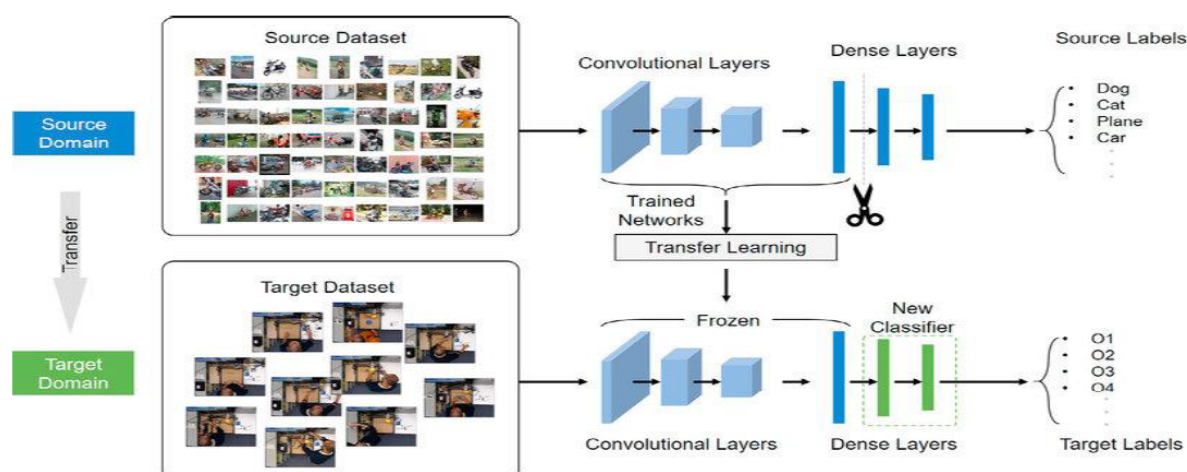 Source Dataset
Convolutional Layers
Dense Layers
Source Labels
• Dog
• Cat
• Plane
• Car
Source
Domain
Trained
Networks
Transfer Learning
Transfer
Target Dataset
Frozen
New
Classifier
Target
Domain
• O1
• O2
• O3
• O4
Convolutional Layers
Dense Layers
Target Labels